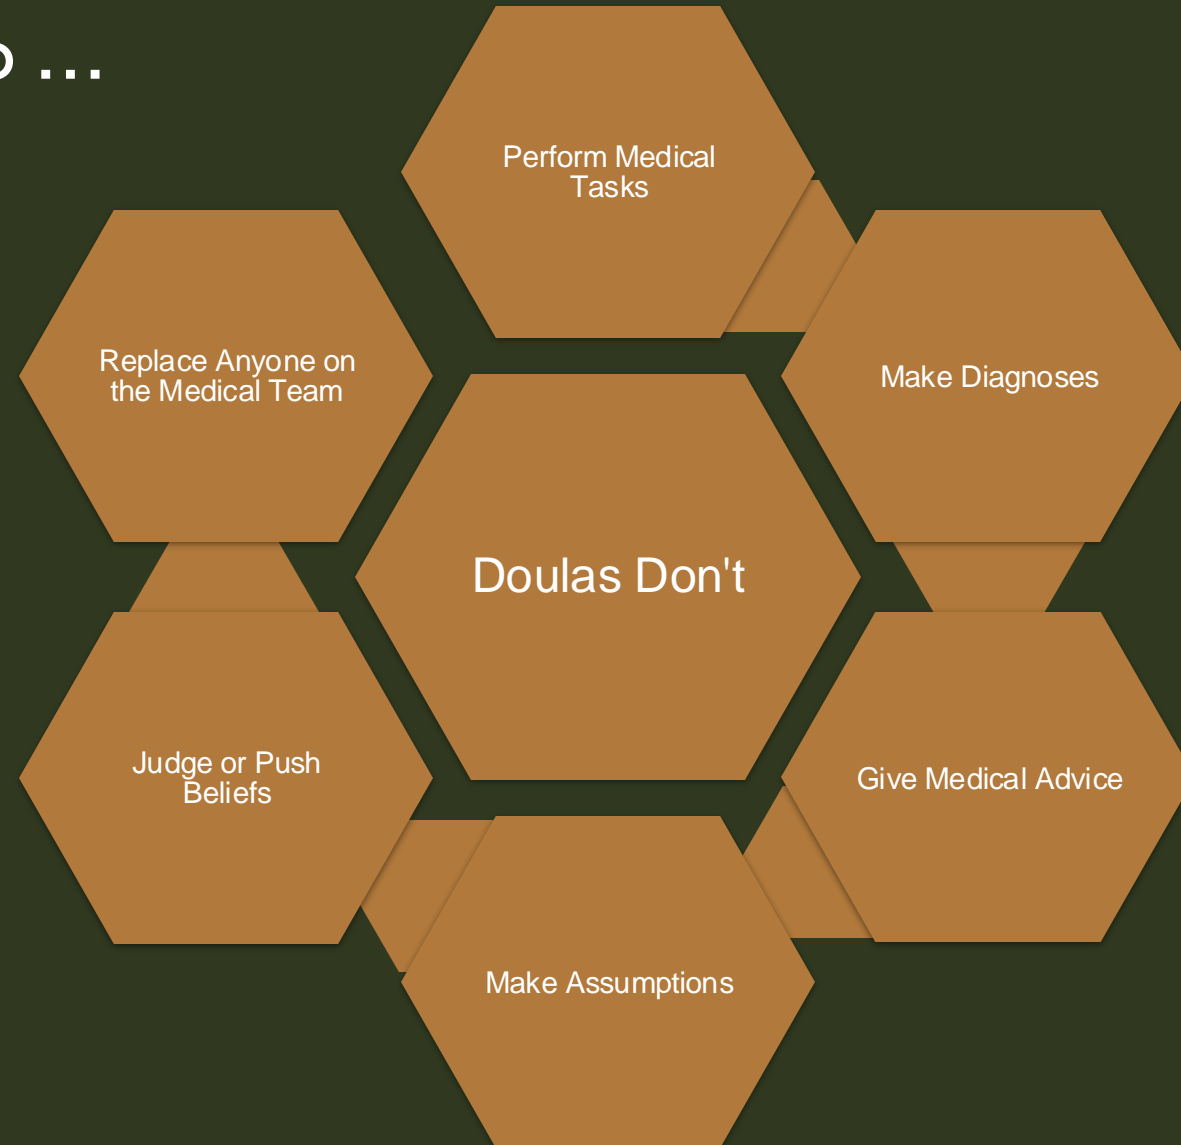 ...
Perform Medical
Tasks
Make Diagnoses
Give Medical Advice
Make Assumptions
Judge or Push
Beliefs
Replace Anyone on
the Medical Team
Doulas Don't